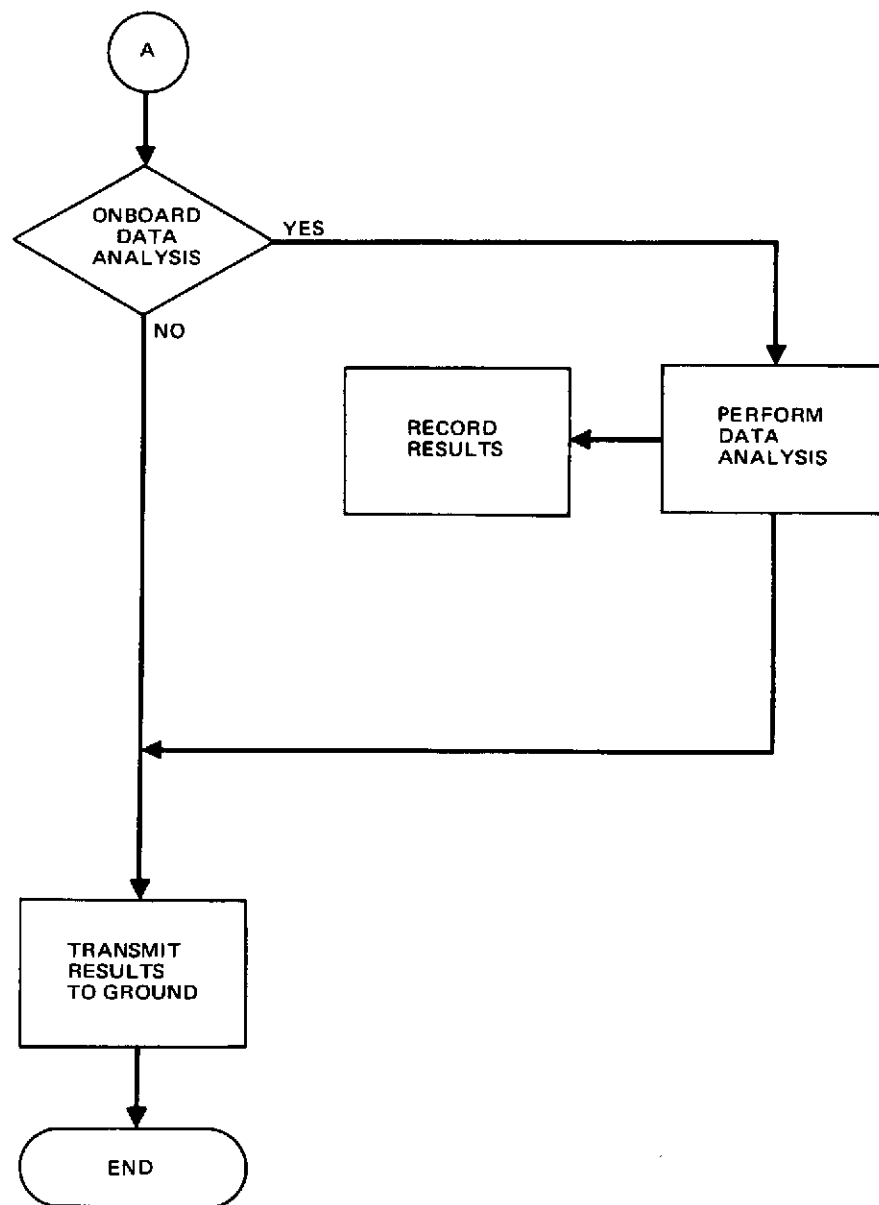 A
ONBOARD
DATA
ANALYSIS
YES
NO
RECORD
RESULTS
PERFORM
DATA
ANALYSIS
TRANSMIT
RESULTS
TO GROUND
END